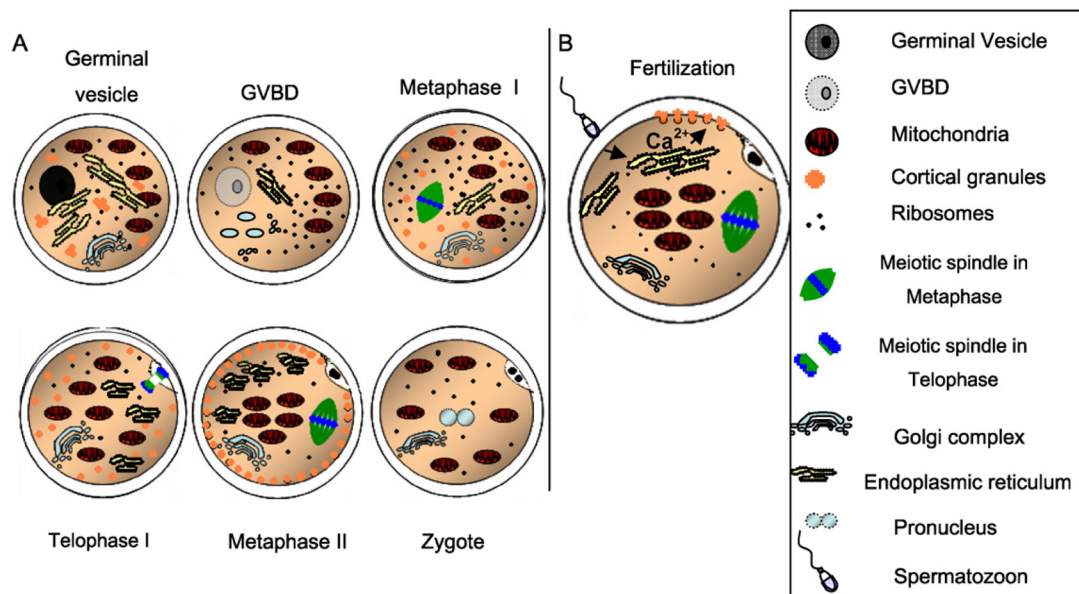 A
Germinal
vesicle
GVBD
Metaphase I
Telophase I
Metaphase II
Zygote
B
Fertilization
Ca2+
Germinal Vesicle
GVBD
Mitochondria
Cortical granules
Ribosomes
Meiotic spindle in
Metaphase
Meiotic spindle in
Telophase
Golgi complex
Endoplasmic reticulum
Pronucleus
Spermatozoon